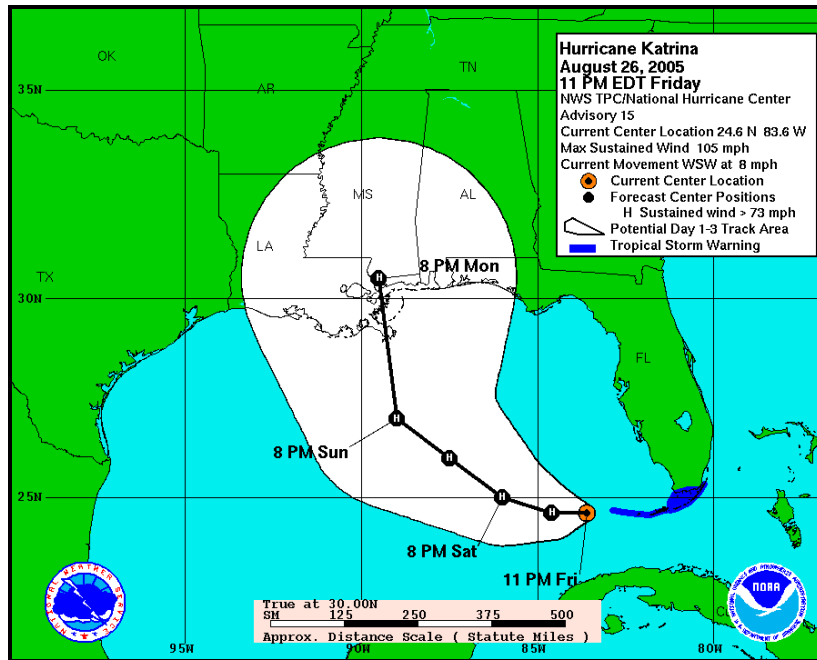 Hurricane Katrina
August 26, 2005
11 PM EDT Friday
NWS TPC/National Hurricane Center
Advisory 15
Current Center Location 24.6 N 83.6 W
Max Sustained Wind 105 mph
Current Movement WSW at 8 mph
Current Center Location
Forecast Center Positions
H Sustained wind > 73 mph
Potential Day 1-3 Track Area
Tropical Storm Warning
OK
TN
AR
35N
MS
AL
LA
8 PM Mon
TX
H
30N
FL
H
8 PM Sun
H
25N
H
H
8 PM Sat
11 PM Fri
NATIONAL WEATHER SERVICE
NOAA
True at 30.00N
SM 125 250 375 500
Approx. Distance Scale ( Statute Miles )
95W
90W
85W
80W